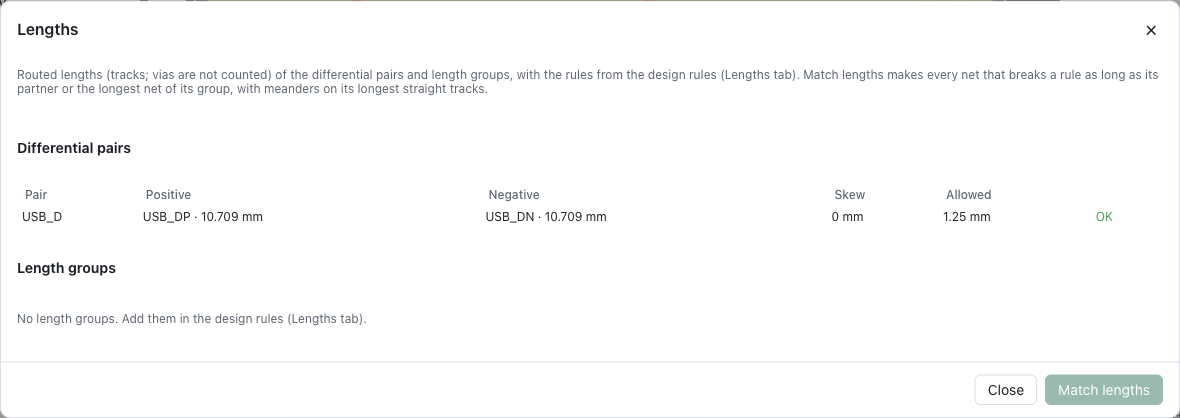 Lengths
Routed lengths (tracks; vias are not counted) of the differential pairs and length groups, with the rules from the design rules (Lengths tab). Match lengths makes every net that breaks a rule as long as its
partner or the longest net of its group, with meanders on its longest straight tracks.
Differential pairs
Pair Positive Negative Skew Allowed
USB_D USB_DP · 10.709 mm USB_DN · 10.709 mm 0 mm 1.25 mm OK
Length groups
No length groups. Add them in the design rules (Lengths tab).
Close Match lengths